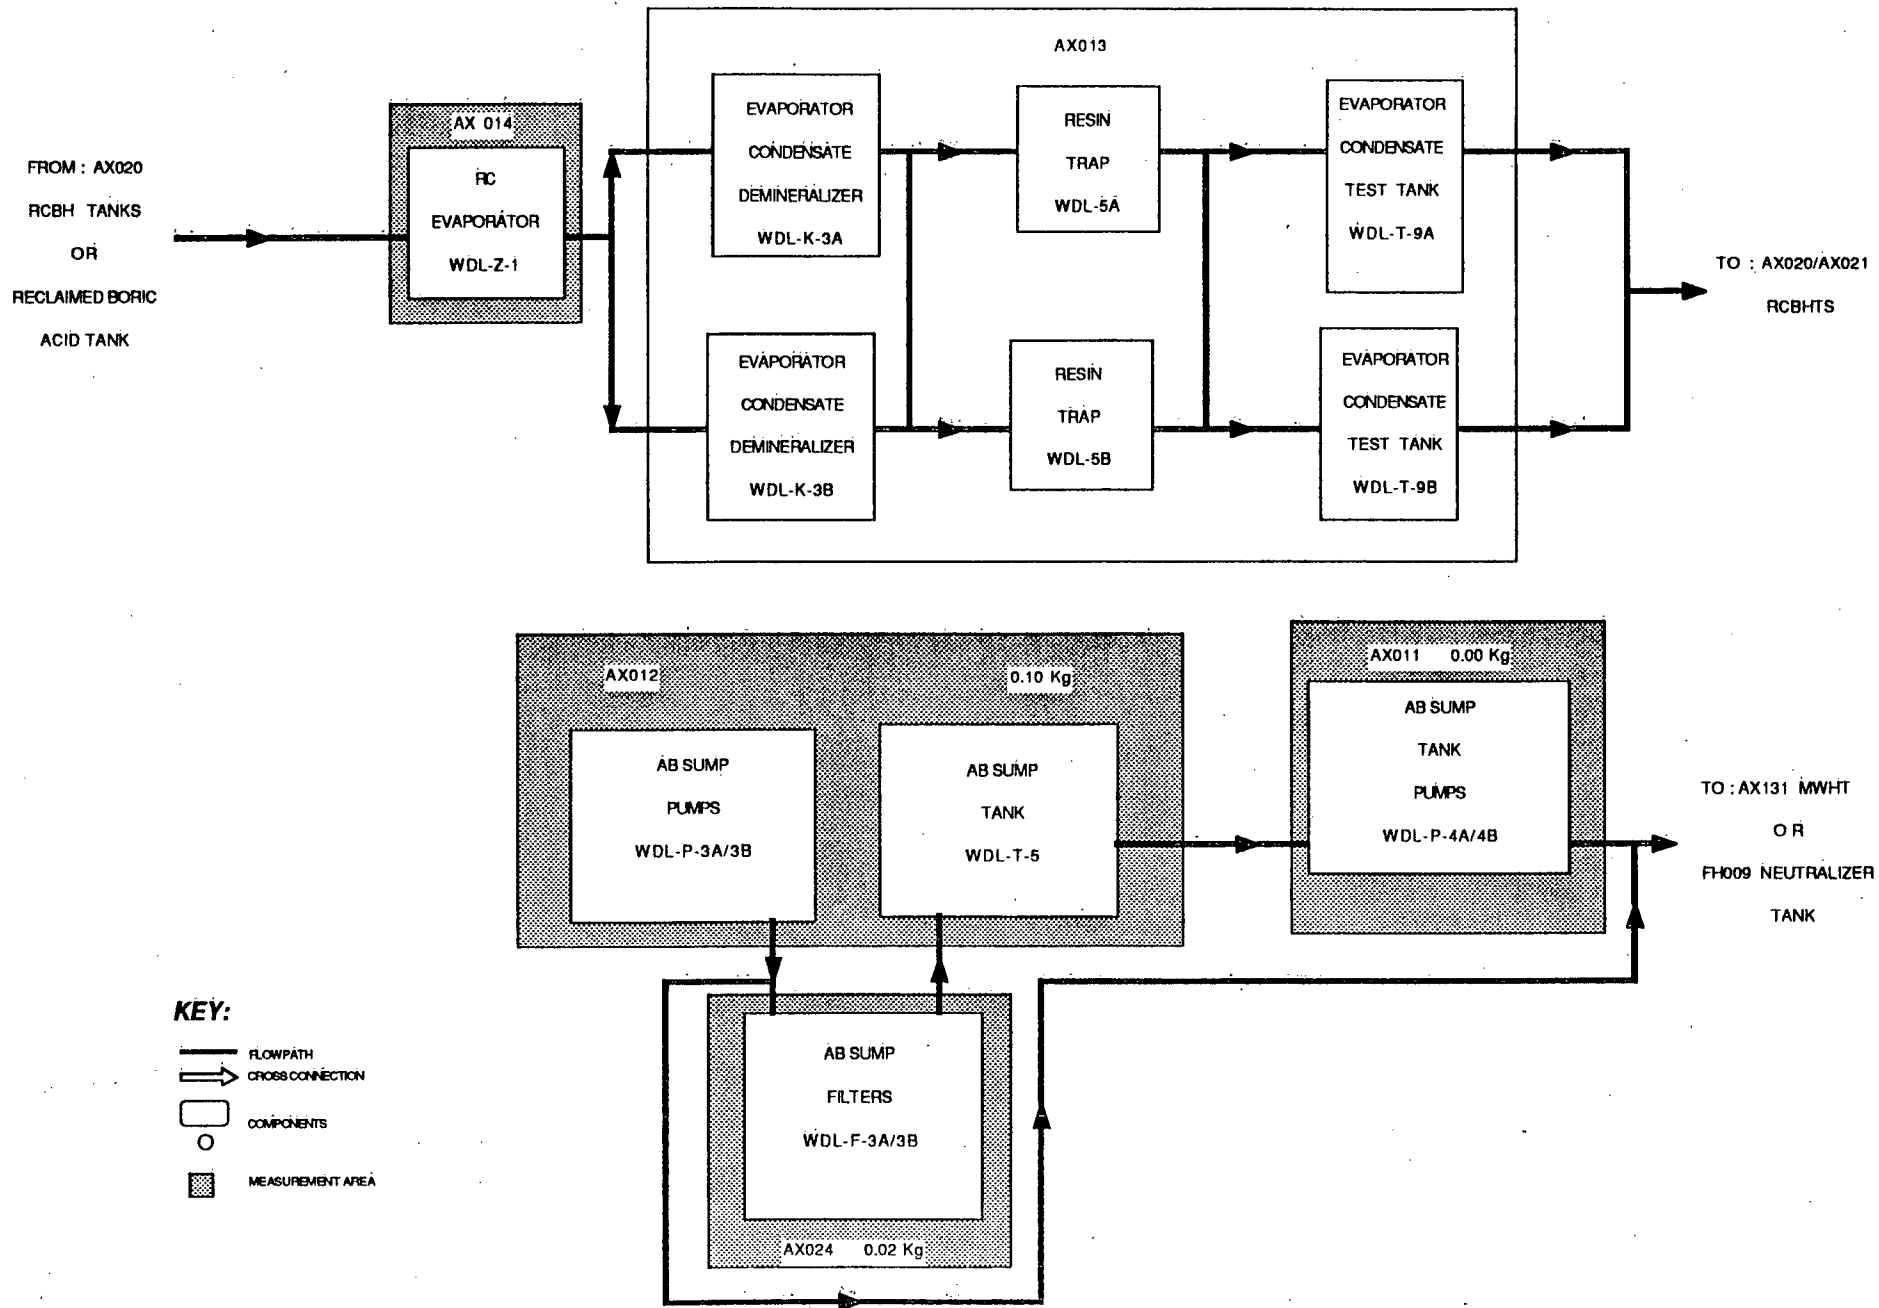 AX013
AX 014
FROM : AX020
RCBH TANKS
OR
RECLAIMED BORIC
ACID TANK
RC
EVAPORATOR
WDL-Z-1
EVAPORATOR
CONDENSATE
DEMINERALIZER
WDL-K-3A
RESIN
TRAP
WDL-5A
EVAPORATOR
CONDENSATE
TEST TANK
WDL-T-9A
EVAPORATOR
CONDENSATE
DEMINERALIZER
WDL-K-3B
RESIN
TRAP
WDL-5B
EVAPORATOR
CONDENSATE
TEST TANK
WDL-T-9B
TO : AX020/AX021
RCBHTS
AX012 0.10 Kg
AB SUMP
PUMPS
WDL-P-3A/3B
AB SUMP
TANK
WDL-T-5
AX011 0.00 Kg
AB SUMP
TANK
PUMPS
WDL-P-4A/4B
TO : AX131 MWHT
OR
FH009 NEUTRALIZER
TANK
AB SUMP
FILTERS
WDL-F-3A/3B
AX024 0.02 Kg
KEY:
FLOWPATH
CROSS CONNECTION
COMPONENTS
MEASUREMENT AREA